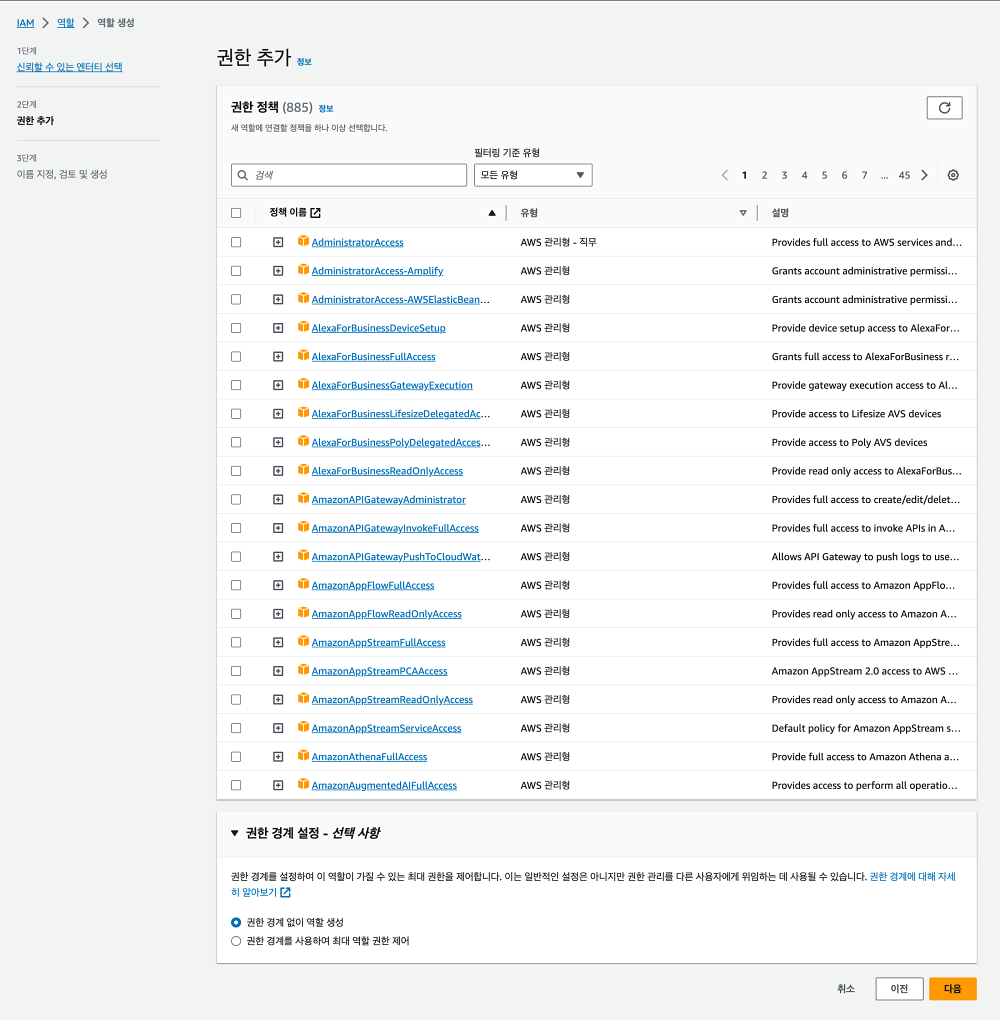 IAM > 역할 > 역할 생성
1단계
신뢰할 수 있는 엔터티 선택
2단계
권한 추가
3단계
이름 지정, 검토 및 생성
권한 추가 정보
권한 정책 (885) 정보
새 역할에 연결할 정책을 하나 이상 선택합니다.
필터링 기준 유형
검색 모든 유형 1 2 3 4 5 6 7 ... 45
정책 이름 유형 설명
AdministratorAccess AWS 관리형 - 직무 Provides full access to AWS services and...
AdministratorAccess-Amplify AWS 관리형 Grants account administrative permissi...
AdministratorAccess-AWSElasticBean... AWS 관리형 Grants account administrative permissi...
AlexaForBusinessDeviceSetup AWS 관리형 Provide device setup access to AlexaFor...
AlexaForBusinessFullAccess AWS 관리형 Grants full access to AlexaForBusiness r...
AlexaForBusinessGatewayExecution AWS 관리형 Provide gateway execution access to Al...
AlexaForBusinessLifesizeDelegatedAc... AWS 관리형 Provide access to Lifesize AVS devices
AlexaForBusinessPolyDelegatedAcces... AWS 관리형 Provide access to Poly AVS devices
AlexaForBusinessReadOnlyAccess AWS 관리형 Provide read only access to AlexaForBus...
AmazonAPIGatewayAdministrator AWS 관리형 Provides full access to create/edit/delet...
AmazonAPIGatewayInvokeFullAccess AWS 관리형 Provides full access to invoke APIs in A...
AmazonAPIGatewayPushToCloudWat... AWS 관리형 Allows API Gateway to push logs to use...
AmazonAppFlowFullAccess AWS 관리형 Provides full access to Amazon AppFlo...
AmazonAppFlowReadOnlyAccess AWS 관리형 Provides read only access to Amazon A...
AmazonAppStreamFullAccess AWS 관리형 Provides full access to Amazon AppStre...
AmazonAppStreamPCAAccess AWS 관리형 Amazon AppStream 2.0 access to AWS ...
AmazonAppStreamReadOnlyAccess AWS 관리형 Provides read only access to Amazon A...
AmazonAppStreamServiceAccess AWS 관리형 Default policy for Amazon AppStream s...
AmazonAthenaFullAccess AWS 관리형 Provide full access to Amazon Athena a...
AmazonAugmentedAIFullAccess AWS 관리형 Provides access to perform all operatio...
권한 경계 설정 - 선택 사항
권한 경계를 설정하여 이 역할이 가질 수 있는 최대 권한을 제어합니다. 이는 일반적인 설정은 아니지만 권한 관리를 다른 사용자에게 위임하는 데 사용될 수 있습니다. 권한 경계에 대해 자세
히 알아보기
권한 경계 없이 역할 생성
권한 경계를 사용하여 최대 역할 권한 제어
취소 이전 다음